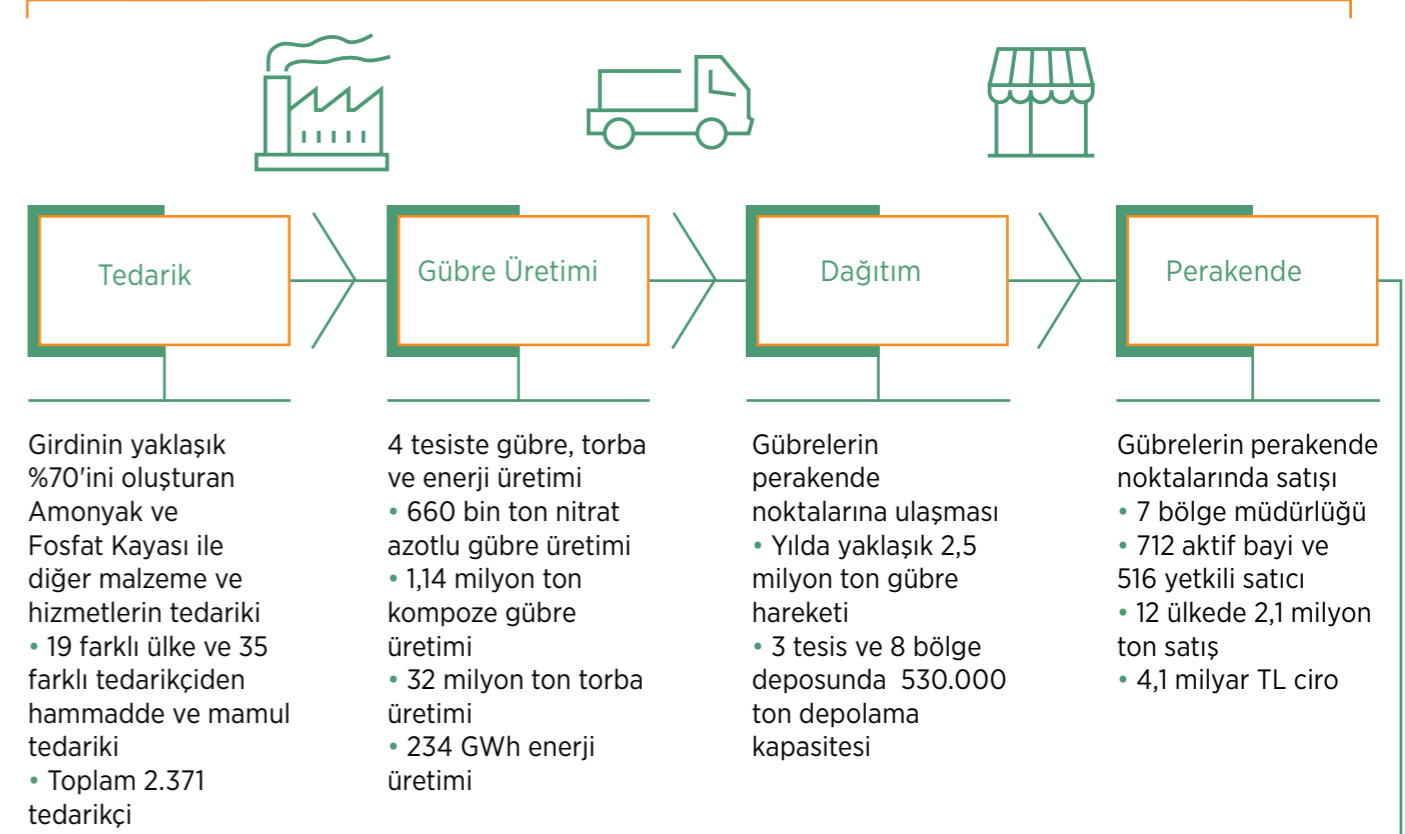 Tedarik
Girdinin yaklaşık
%70'ini oluşturan
Amonyak ve
Fosfat Kayası ile
diğer malzeme ve
hizmetlerin tedariki
• 19 farklı ülke ve 35
farklı tedarikçiden
hammadde ve mamul
tedariki
• Toplam 2.371
tedarikçi
Gübre Üretimi
4 tesiste gübre, torba
ve enerji üretimi
• 660 bin ton nitrat
azotlu gübre üretimi
• 1,14 milyon ton
kompoze gübre
üretimi
• 32 milyon ton torba
üretimi
• 234 GWh enerji
üretimi
Dağıtım
Gübrelerin
perakende
noktalarına ulaşması
• Yılda yaklaşık 2,5
milyon ton gübre
hareketi
• 3 tesis ve 8 bölge
deposunda 530.000
ton depolama
kapasitesi
Perakende
Gübrelerin perakende
noktalarında satışı
• 7 bölge müdürlüğü
• 712 aktif bayi ve
516 yetkili satıcı
• 12 ülkede 2,1 milyon
ton satış
• 4,1 milyar TL ciro